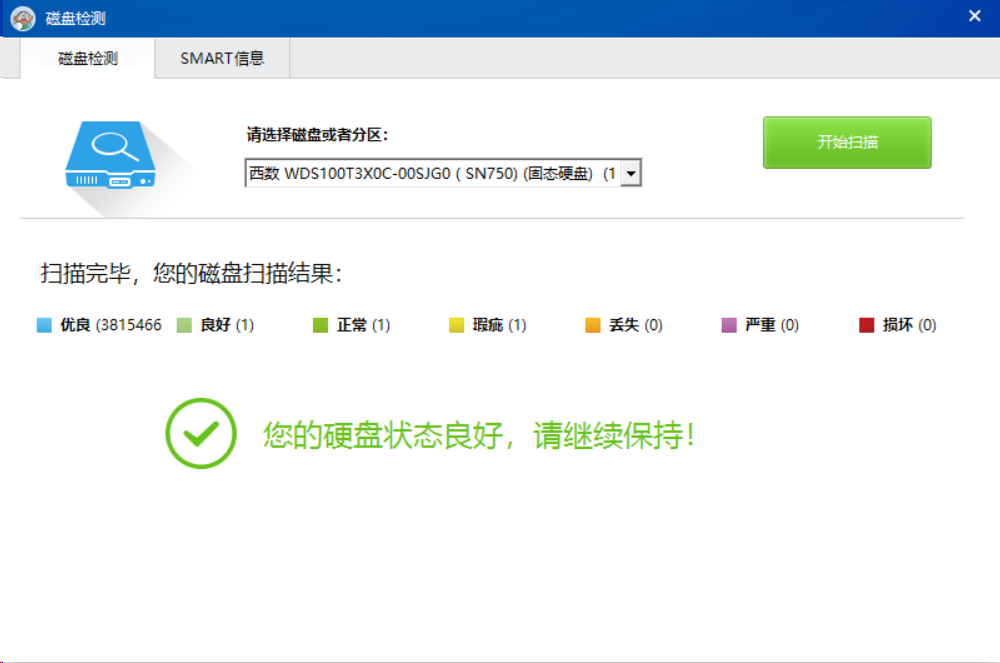 磁盘检测
磁盘检测 SMART信息
请选择磁盘或者分区：
西数 WDS100T3X0C-00SJG0 ( SN750) (固态硬盘) (1
开始扫描
扫描完毕，您的磁盘扫描结果：
优良 (3815466 良好 (1) 正常 (1) 瑕疵 (1) 丢失 (0) 严重 (0) 损坏 (0)
您的硬盘状态良好，请继续保持！